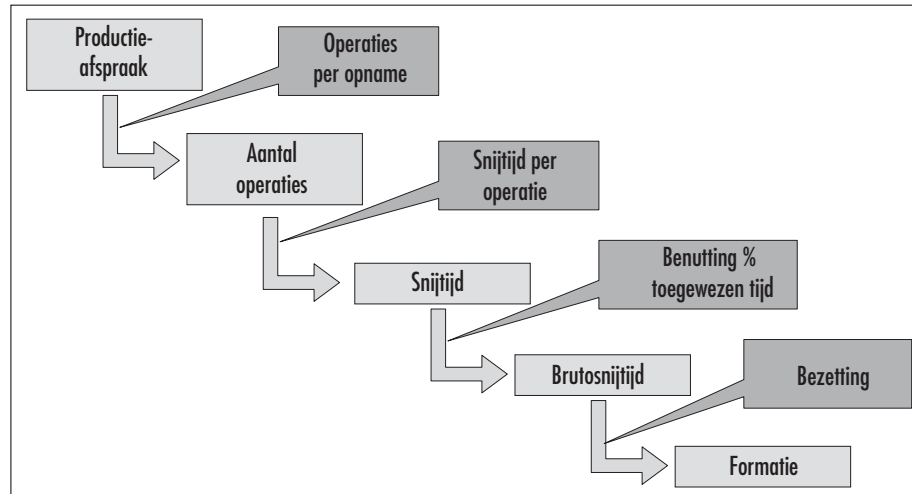 Productie-
afspraak
Operaties
per opname
Aantal
operaties
Snijtijd per
operatie
Snijtijd
Benutting %
toegewezen tijd
Brutosnijtijd
Bezetting
Formatie